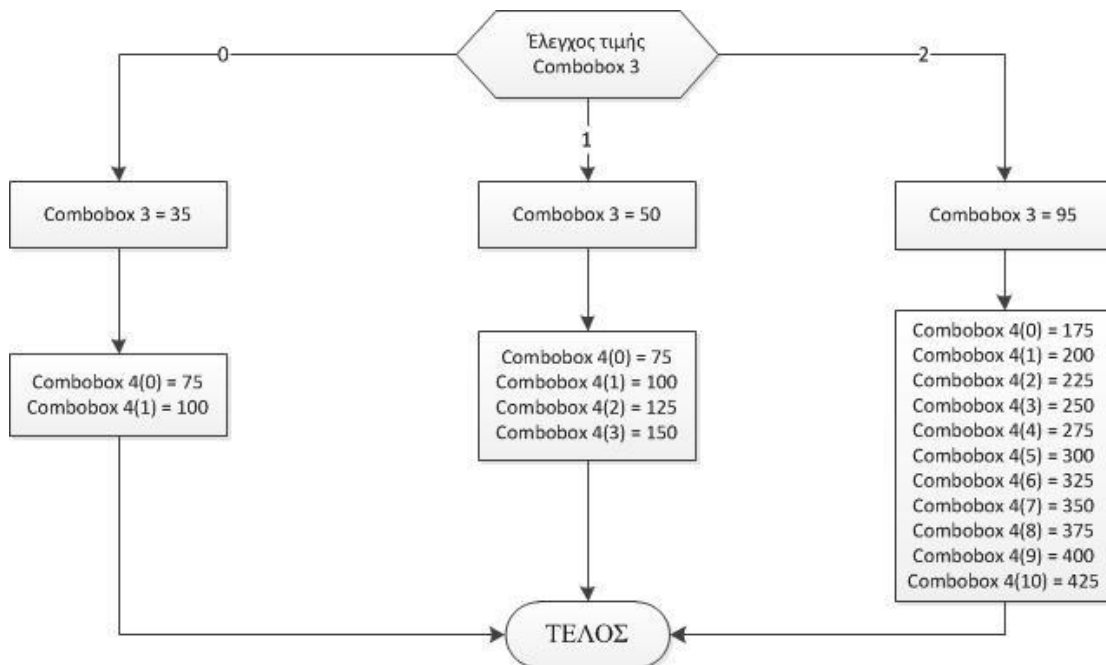 Έλεγχος τιμής
Combobox 3
0
1
2
Combobox 3 = 35
Combobox 3 = 50
Combobox 3 = 95
Combobox 4(0) = 75
Combobox 4(1) = 100
Combobox 4(0) = 75
Combobox 4(1) = 100
Combobox 4(2) = 125
Combobox 4(3) = 150
Combobox 4(0) = 175
Combobox 4(1) = 200
Combobox 4(2) = 225
Combobox 4(3) = 250
Combobox 4(4) = 275
Combobox 4(5) = 300
Combobox 4(6) = 325
Combobox 4(7) = 350
Combobox 4(8) = 375
Combobox 4(9) = 400
Combobox 4(10) = 425
ΤΕΛΟΣ